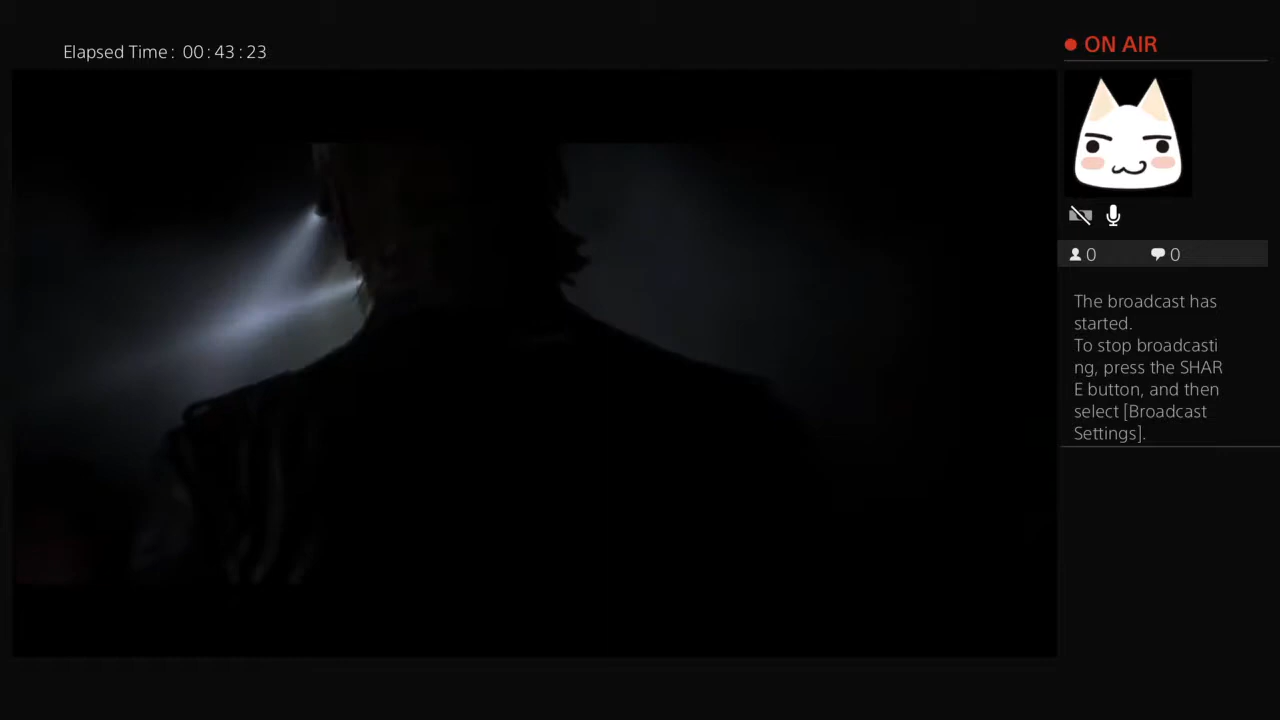 Elapsed Time: 00:43:23
ON AIR
0
0
The broadcast has
started.
To stop broadcasti
ng, press the SHAR
E button, and then
select [Broadcast
Settings].